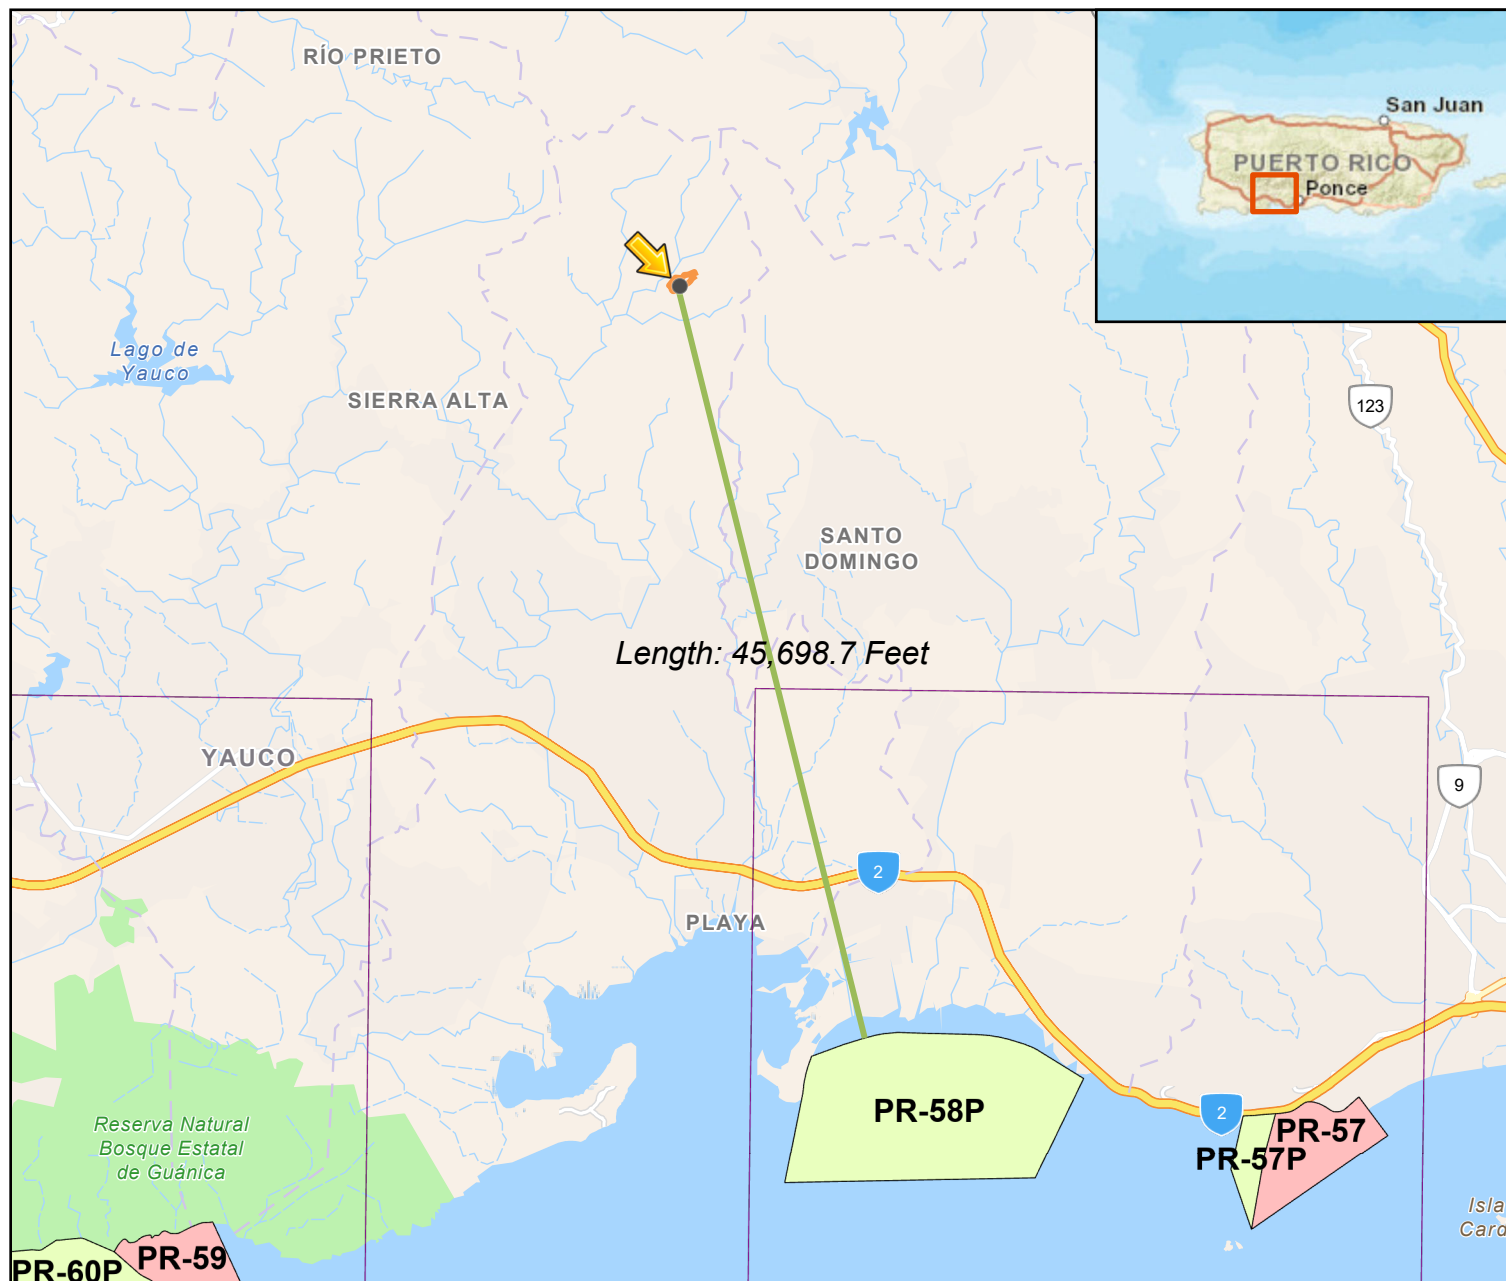 RÍO PRIETO
San Juan
PUERTO RICO
Ponce
Lago de
Yauco
SIERRA ALTA
123
SANTO
DOMINGO
Length: 45,698.7 Feet
YAUCO
9
2
PLAYA
PR-58P
2
PR-57
PR-57P
Reserva Natural
Bosque Estatal
de Guánica
Isla
Card
PR-59
PR-60P